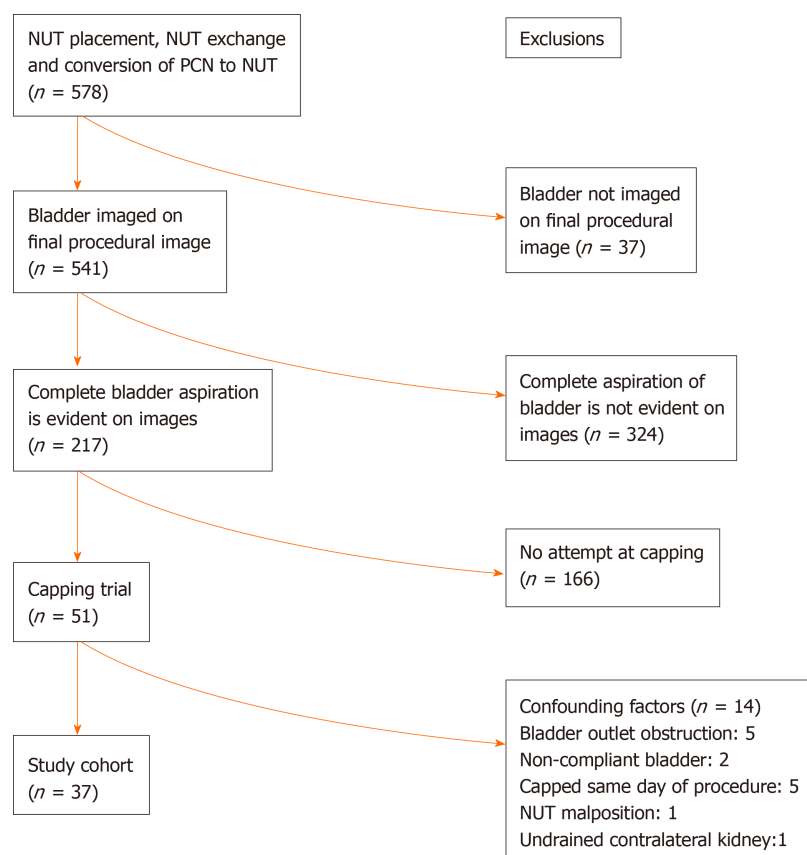 NUT placement, NUT exchange
and conversion of PCN to NUT
(n = 578)
Exclusions
Bladder not imaged
on final procedural
image (n = 37)
Bladder imaged on
final procedural image
(n = 541)
Complete aspiration of
bladder is not evident on
images (n = 324)
Complete bladder aspiration
is evident on images
(n = 217)
No attempt at capping
(n = 166)
Capping trial
(n = 51)
Confounding factors (n = 14)
Bladder outlet obstruction: 5
Non-compliant bladder: 2
Capped same day of procedure: 5
NUT malposition: 1
Undrained contralateral kidney:1
Study cohort
(n = 37)